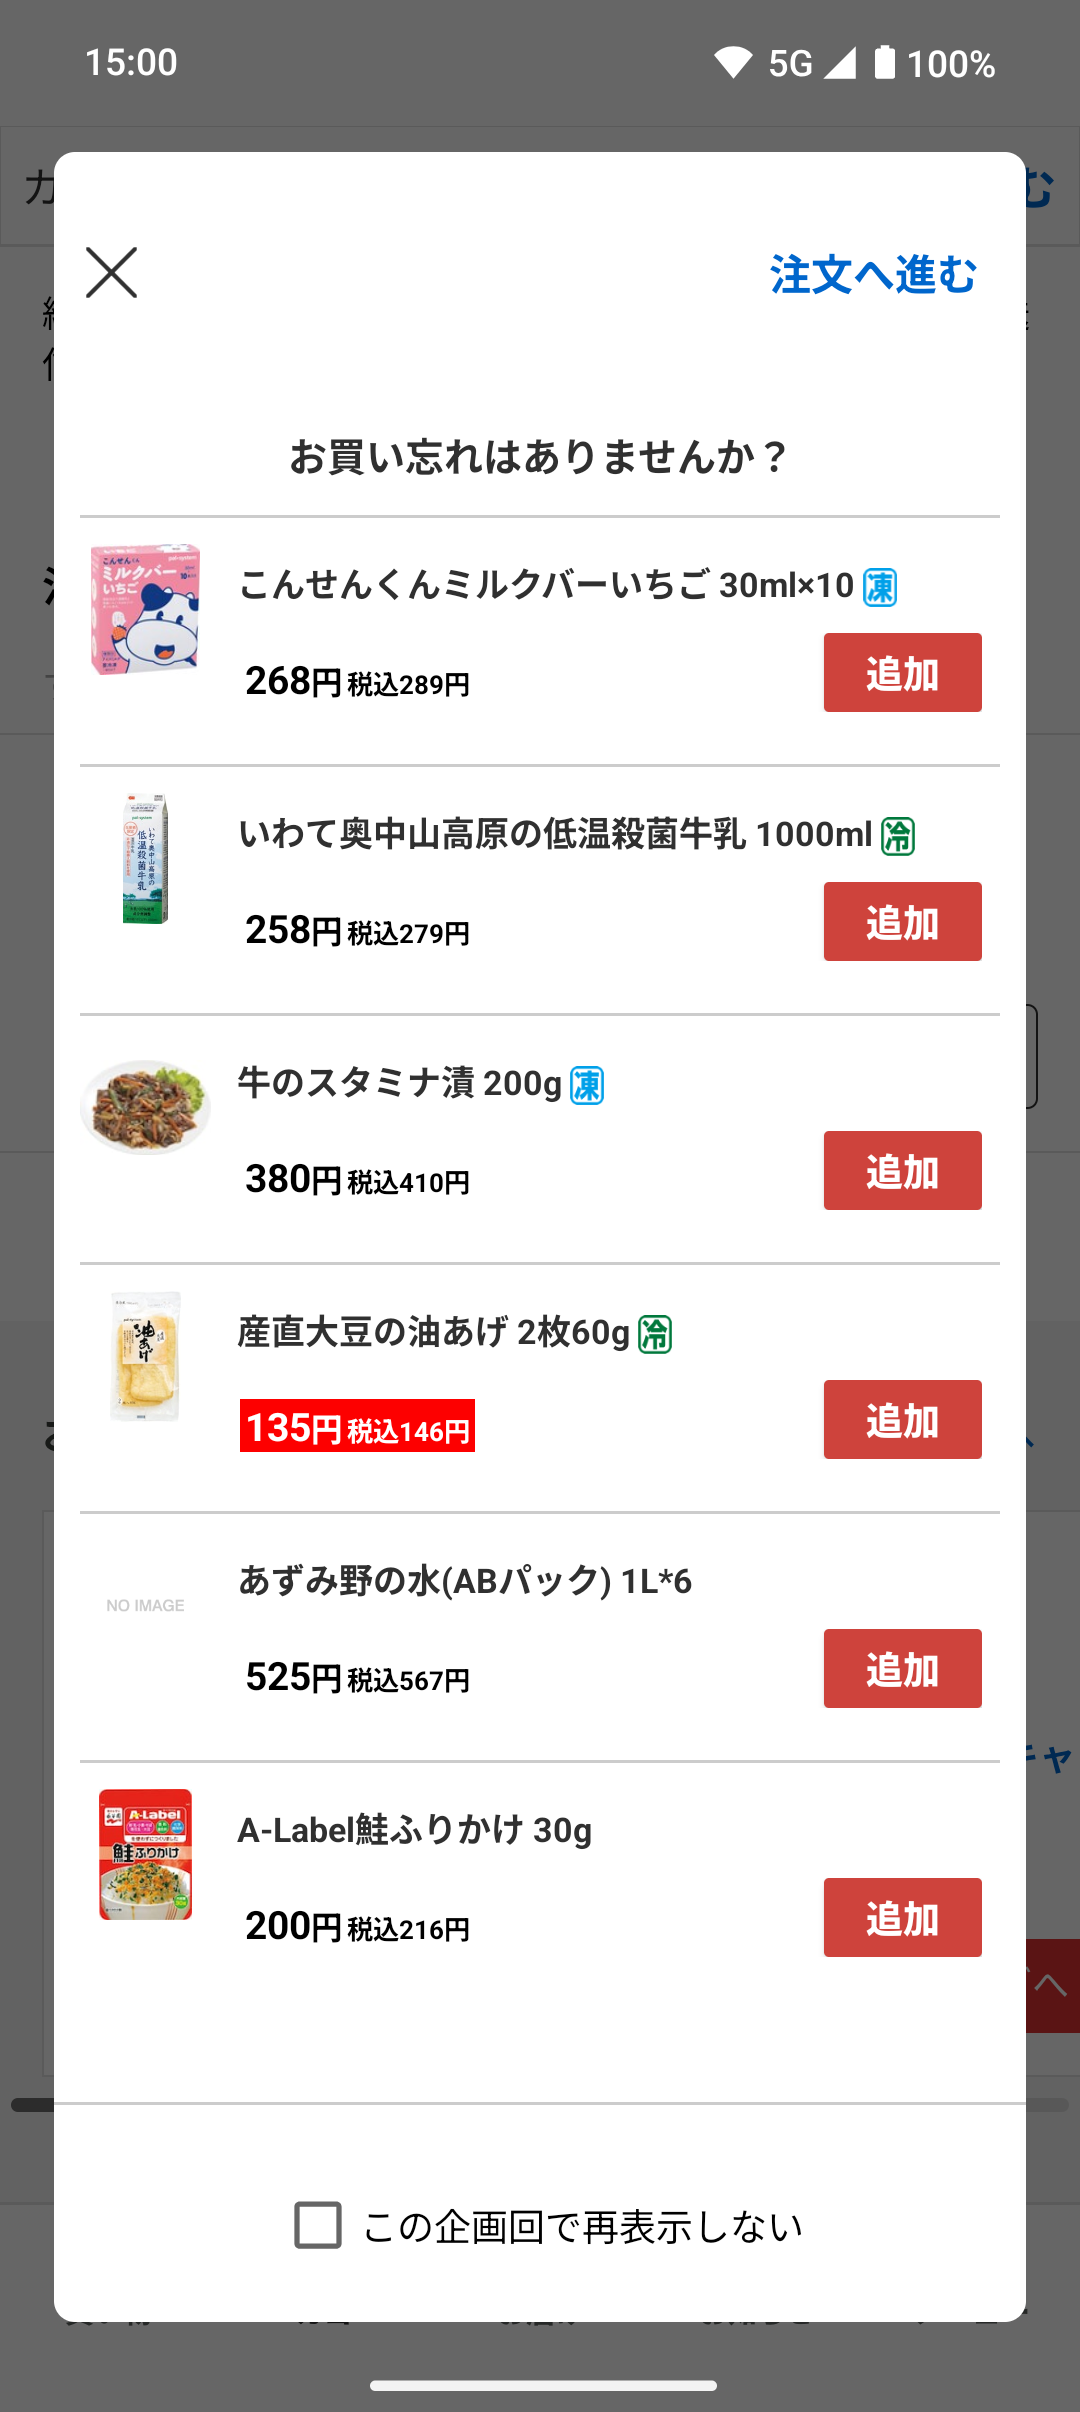 15:00
5G
100%
注文へ進む
お買い忘れはありませんか？
こんせんくんミルクバーいちご 30ml×10 凍
268円 税込289円
追加
いわて奥中山高原の低温殺菌牛乳 1000ml 冷
258円 税込279円
追加
牛のスタミナ漬 200g 凍
380円 税込410円
追加
産直大豆の油あげ 2枚60g 冷
135円 税込146円
追加
NO IMAGE
あずみ野の水(ABパック) 1L*6
525円 税込567円
追加
A-Label
鮭ふりかけ
A-Label鮭ふりかけ 30g
200円 税込216円
追加
この企画回で再表示しない